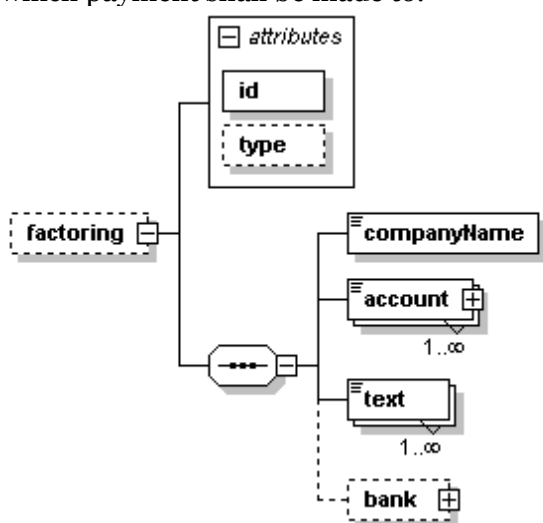 which payment shall be made to.
attributes
id
type
factoring
companyName
account
1..∞
text
1..∞
bank